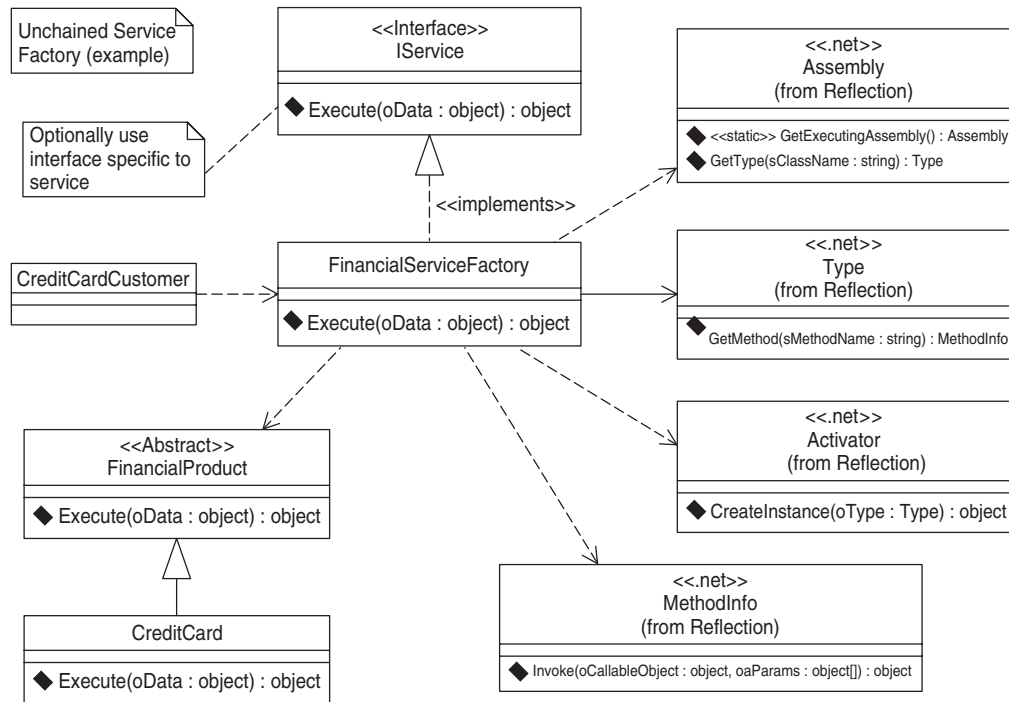 Unchained Service
Factory (example)
<<Interface>>
IService
Execute(oData : object) : object
<<.net>>
Assembly
(from Reflection)
<<static>> GetExecutingAssembly() : Assembly
GetType(sClassName : string) : Type
Optionally use
interface specific to
service
<<implements>>
CreditCardCustomer
FinancialServiceFactory
Execute(oData : object) : object
<<.net>>
Type
(from Reflection)
GetMethod(sMethodName : string) : MethodInfo
<<.net>>
Activator
(from Reflection)
CreateInstance(oType : Type) : object
<<Abstract>>
FinancialProduct
Execute(oData : object) : object
CreditCard
Execute(oData : object) : object
<<.net>>
MethodInfo
(from Reflection)
Invoke(oCallableObject : object, oaParams : object[]) : object